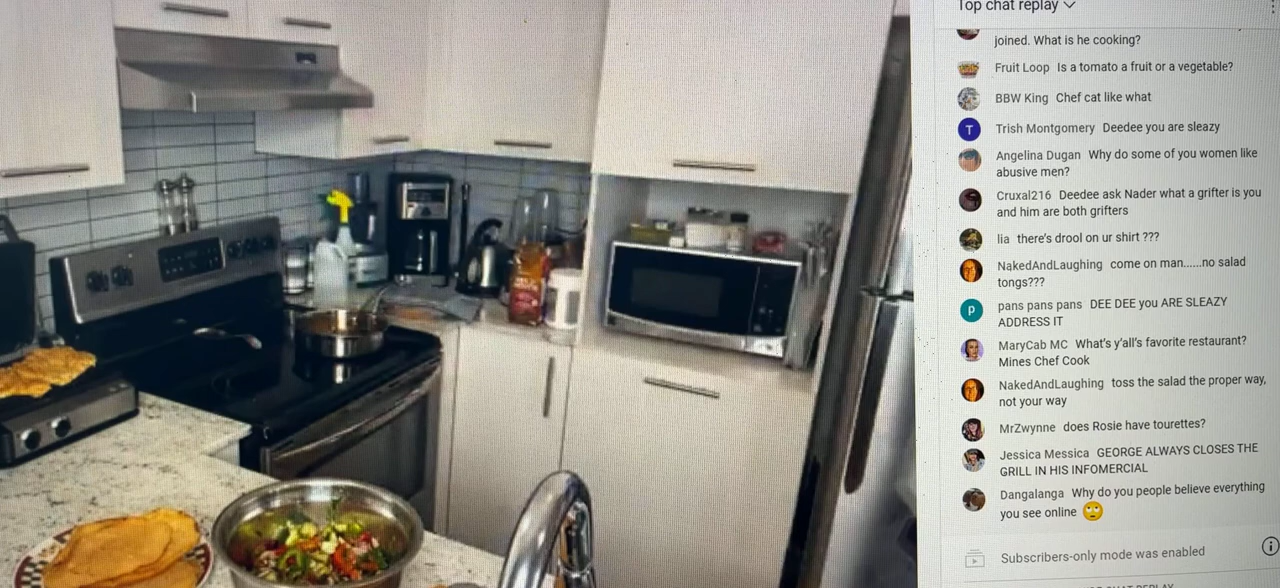 Top chat replay
joined. What is he cooking?
Fruit Loop Is a tomato a fruit or a vegetable?
BBW King Chef cat like what
T Trish Montgomery Deedee you are sleazy
Angelina Dugan Why do some of you women like
abusive men?
Cruxal216 Deedee ask Nader what a grifter is you
and him are both grifters
lia there's drool on ur shirt ???
NakedAndLaughing come on man......no salad
tongs???
p pans pans pans DEE DEE yOU ARE SLEAZY
ADDRESS IT
MaryCab MC What's y'all's favorite restaurant?
Mines Chef Cook
NakedAndLaughing toss the salad the proper way,
not your way
MrZwynne does Rosie have tourettes?
Jessica Messica GEORGE ALWAYS CLOSES THE
GRILL IN HIS INFOMERCIAL
Dangalanga Why do you people believe everything
you see online 🙄
Subscribers-only mode was enabled
CHAT REPLAY